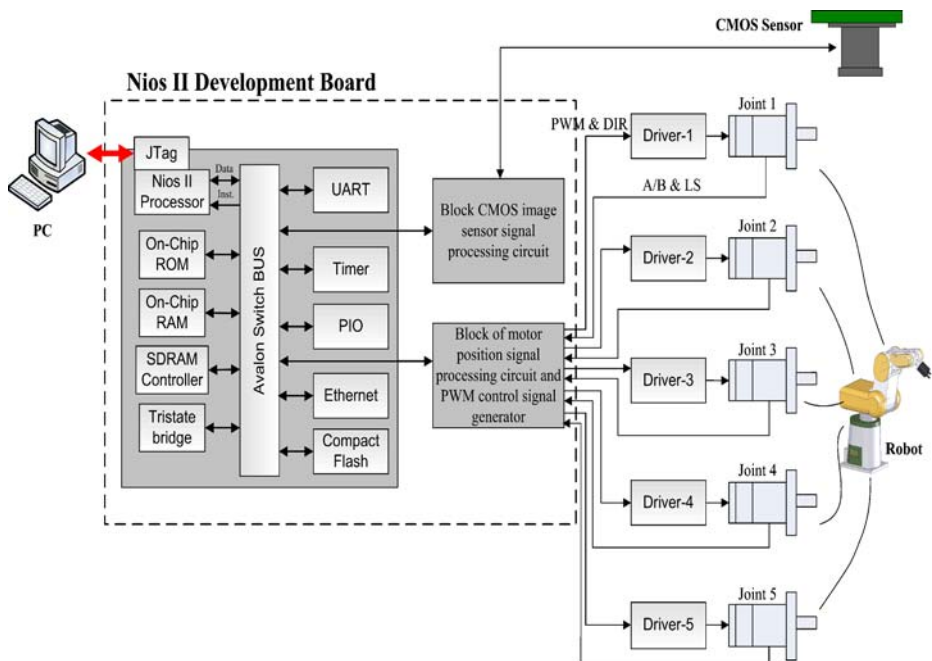 CMOS Sensor
Nios II Development Board
PC
JTag
Nios II
Processor
Data
Inst.
On-Chip
ROM
On-Chip
RAM
SDRAM
Controller
Tristate
bridge
Avalon Switch BUS
UART
Timer
PIO
Ethernet
Compact
Flash
Block CMOS image
sensor signal
processing circuit
Block of motor
position signal
processing circuit and
PWM control signal
generator
PWM & DIR
A/B & LS
Driver-1
Joint 1
Driver-2
Joint 2
Driver-3
Joint 3
Driver-4
Joint 4
Driver-5
Joint 5
Robot